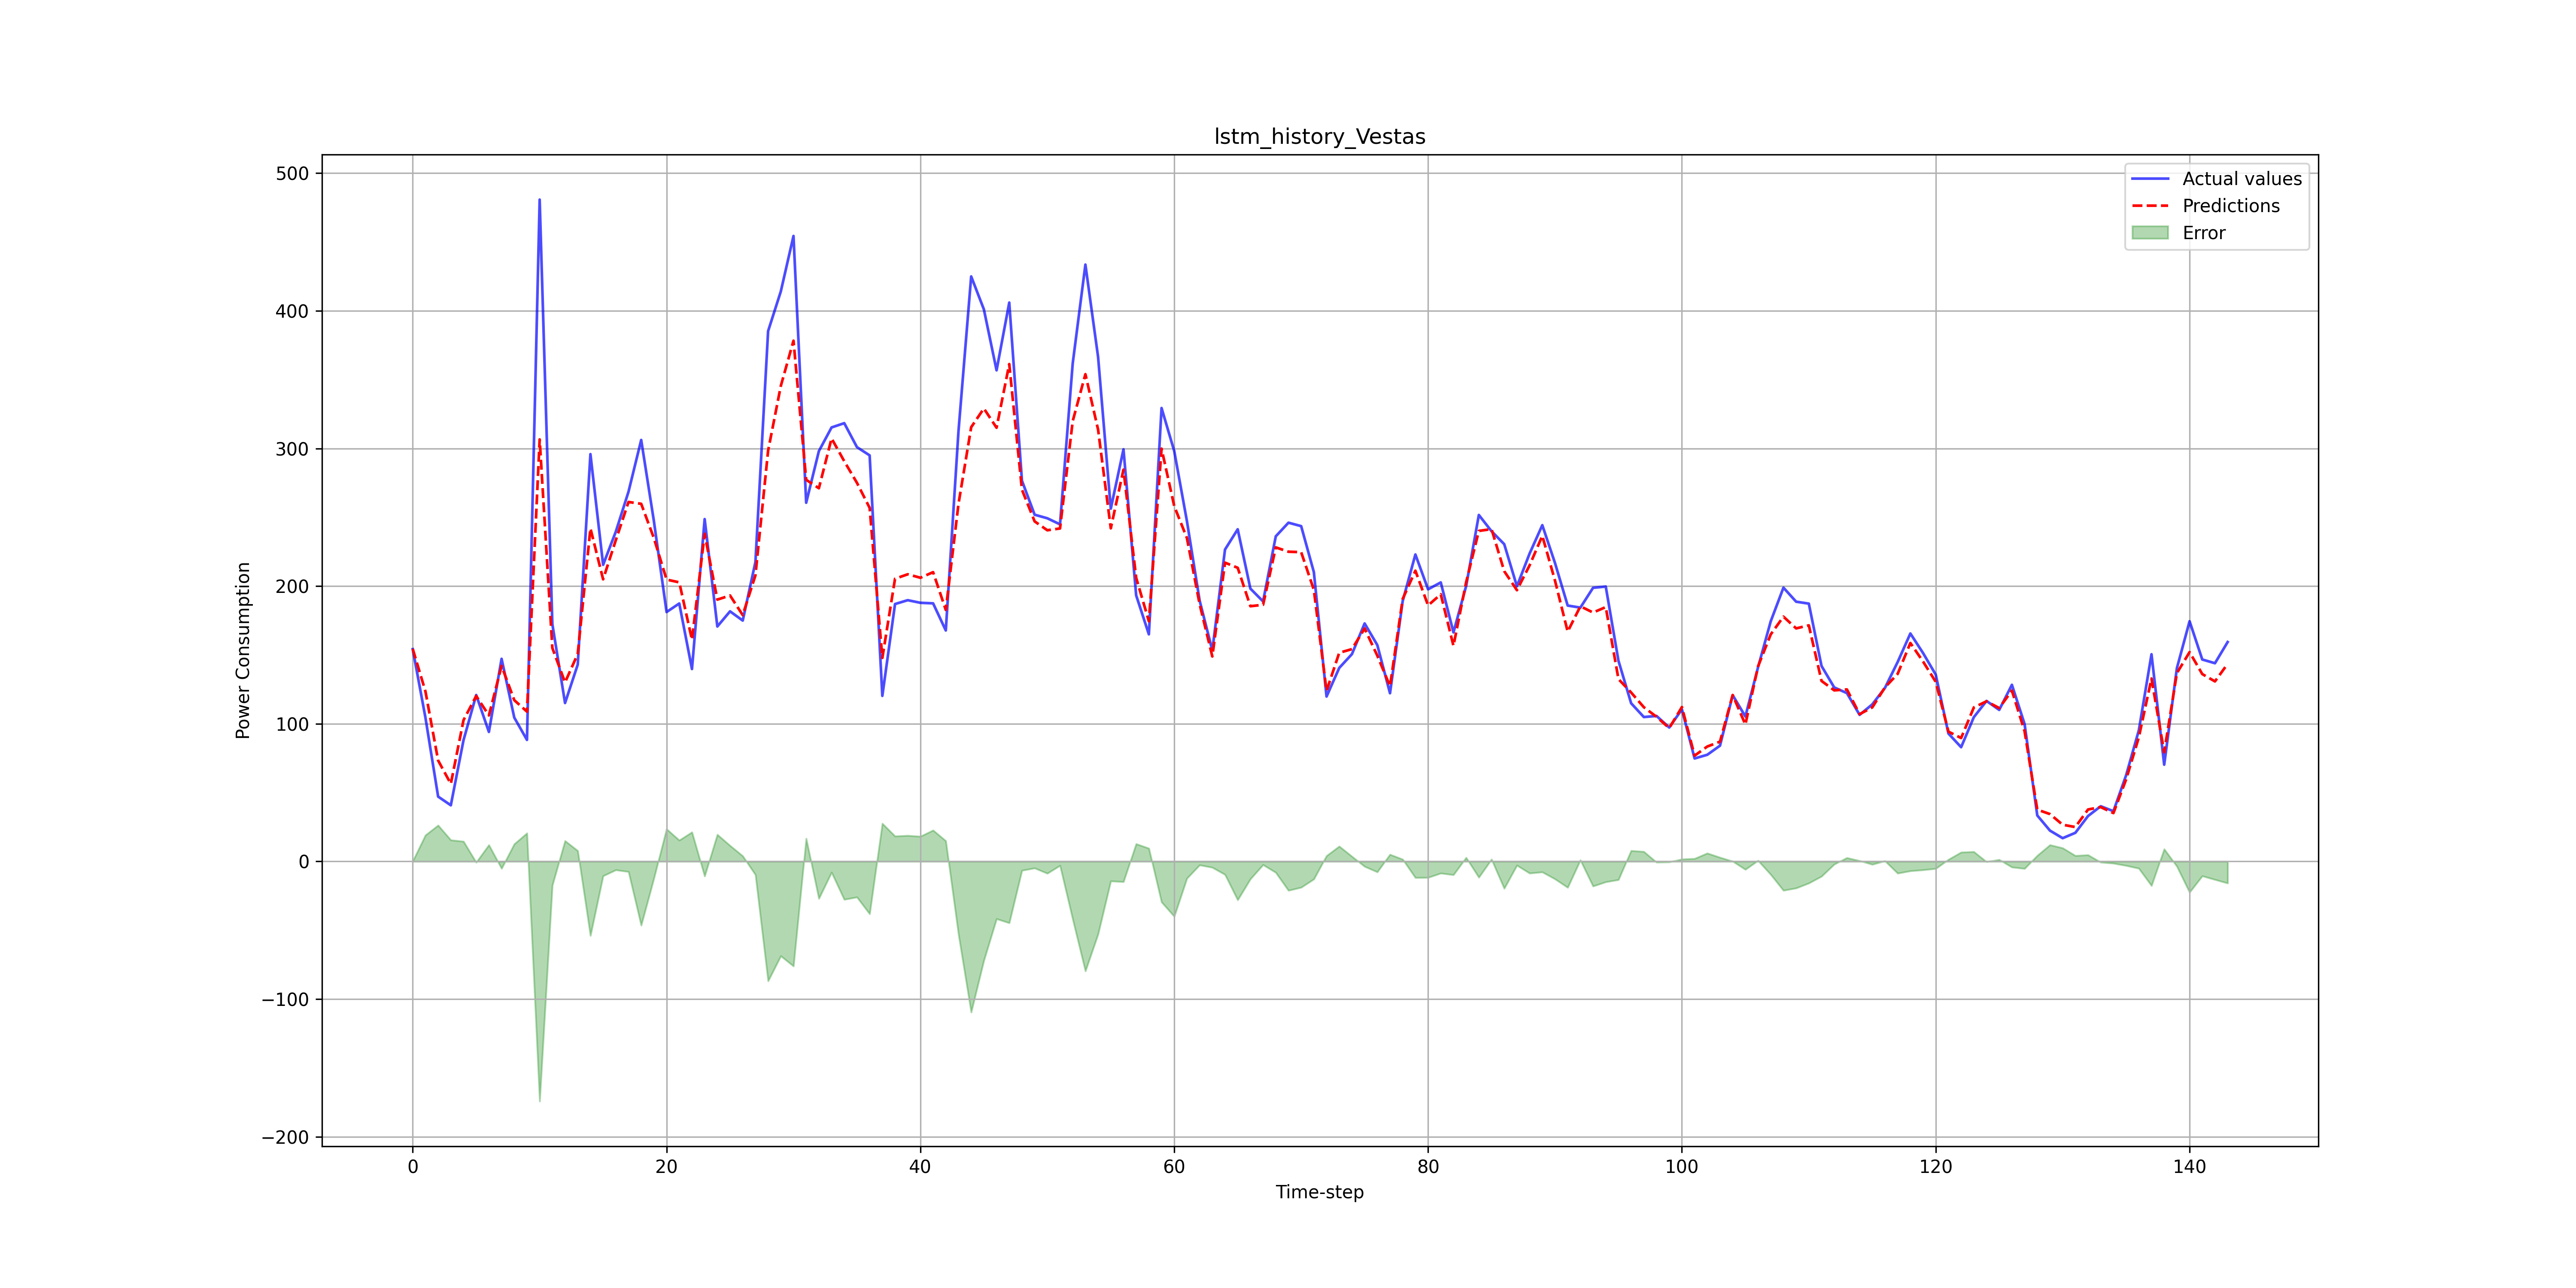 lstm_history_Vestas
500
400
300
200
100
0
−100
−200
Power Consumption
Actual values
Predictions
Error
0 20 40 60 80 100 120 140
Time-step